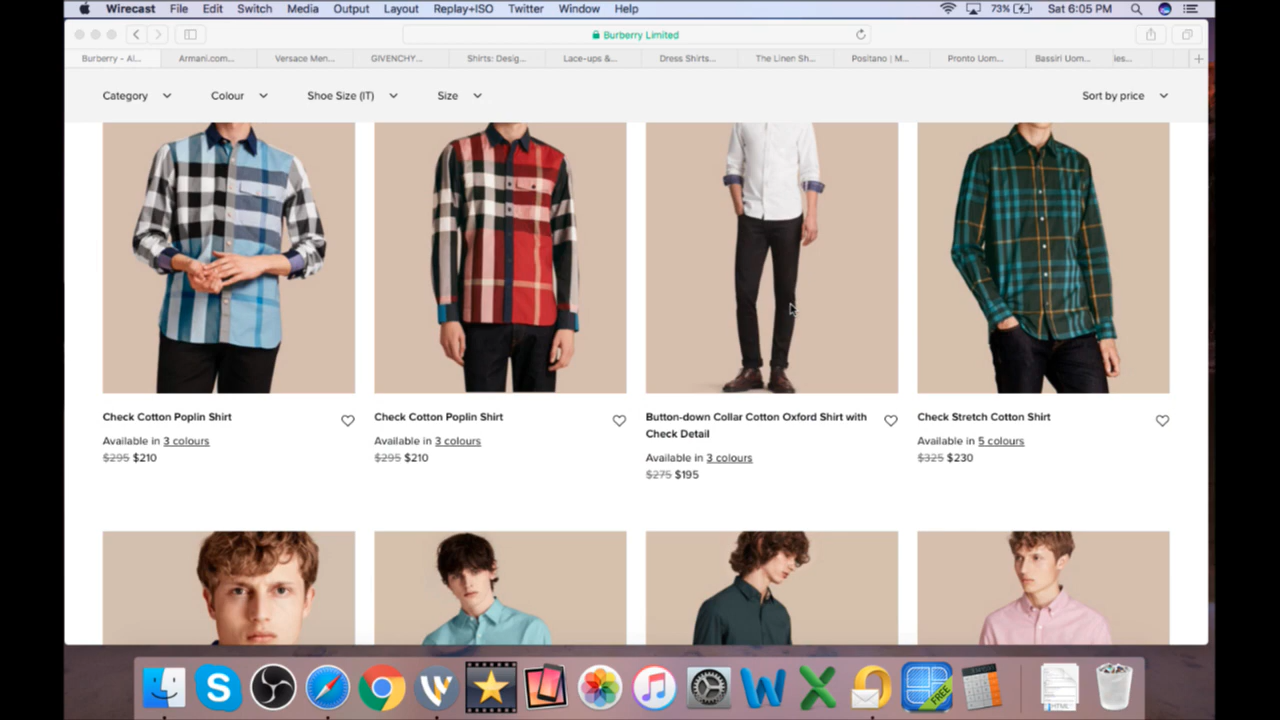 Wirecast File Edit Switch Media Output Layout Replay+ISO Twitter Window Help 73% Sat 6:05 PM
Burberry Limited
Burberry - Al... Armani.com... Versace Men... GIVENCHY... Shirts: Desig... Lace-ups &... Dress Shirts... The Linen Sh... Positano | M... Pronto Uom... Bassiri Uom... les...
Category Colour Shoe Size (IT) Size Sort by price
Check Cotton Poplin Shirt
Available in 3 colours
$295 $210
Check Cotton Poplin Shirt
Available in 3 colours
$295 $210
Button-down Collar Cotton Oxford Shirt with
Check Detail
Available in 3 colours
$275 $195
Check Stretch Cotton Shirt
Available in 5 colours
$325 $230
FREE
HTML